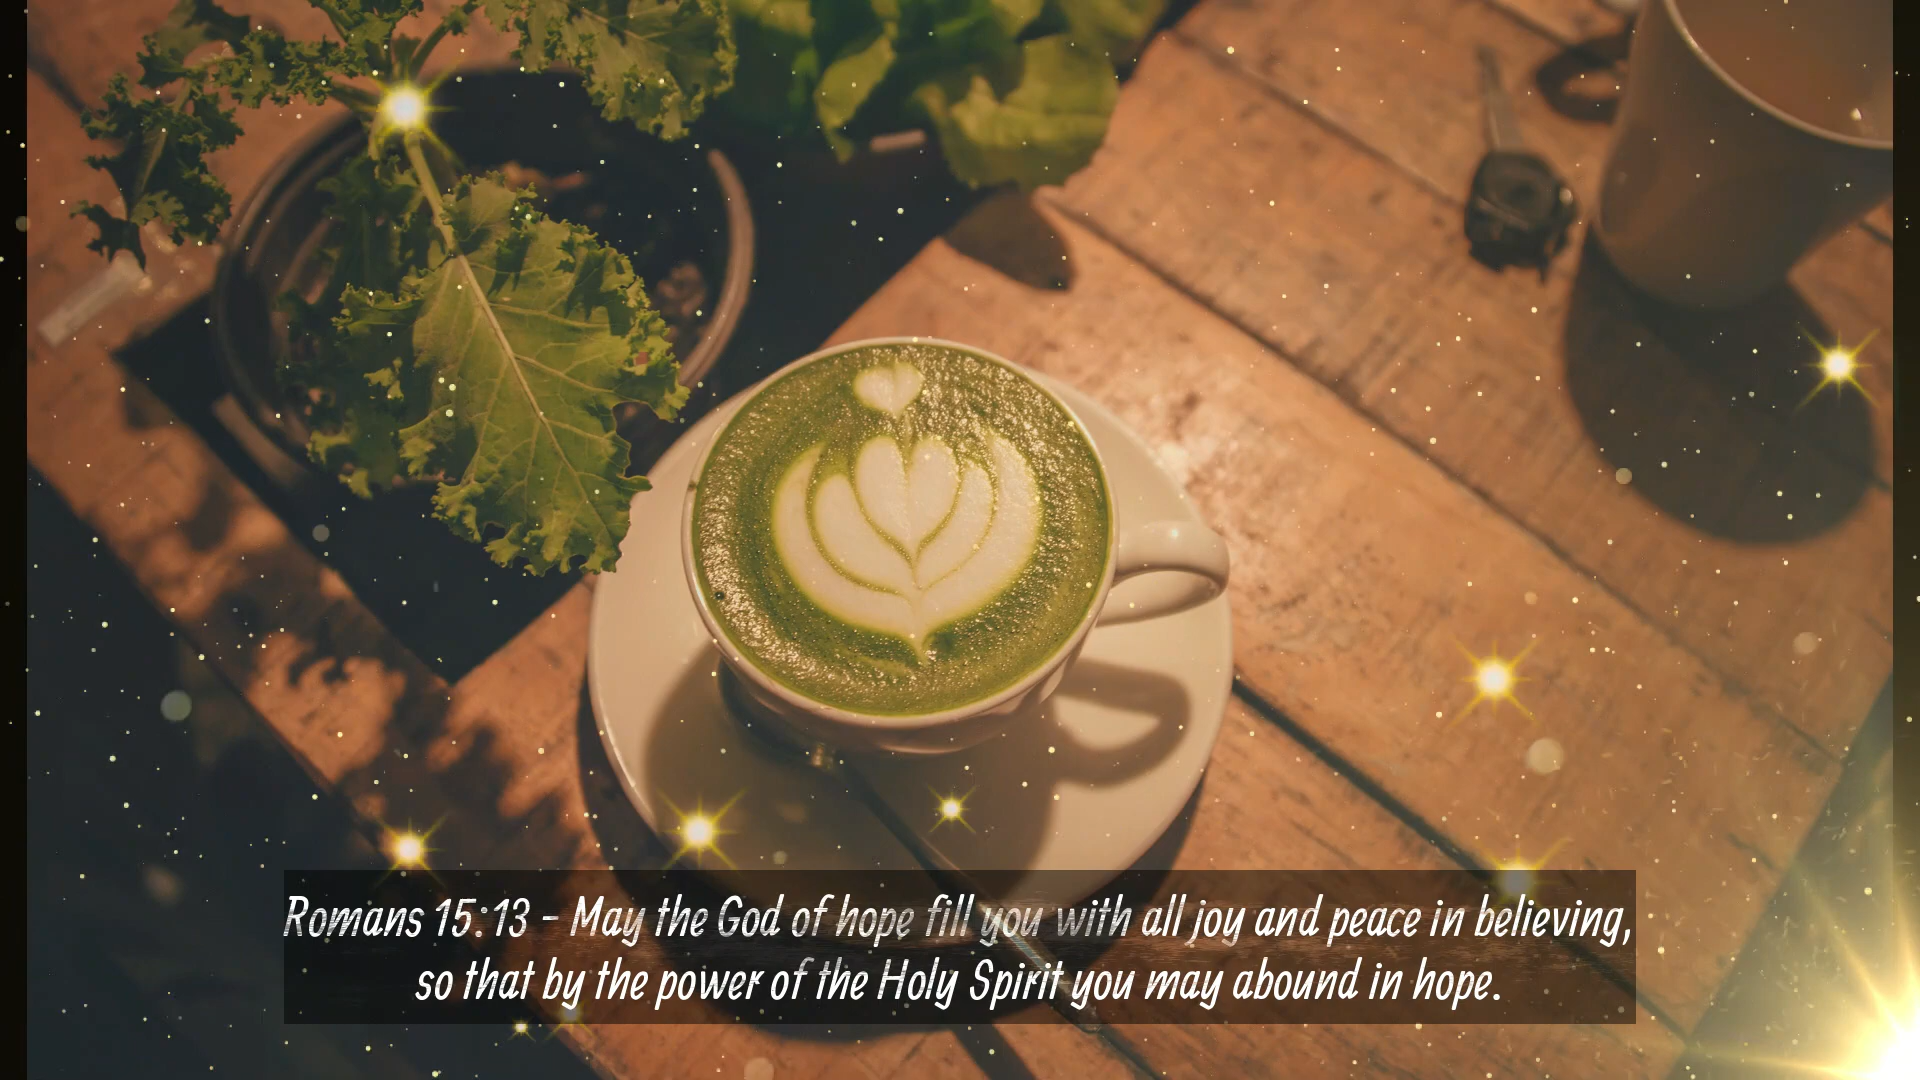 Romans 15:13 - May the God of hope fill you with all joy and peace in believing,
so that by the power of the Holy Spirit you may abound in hope.